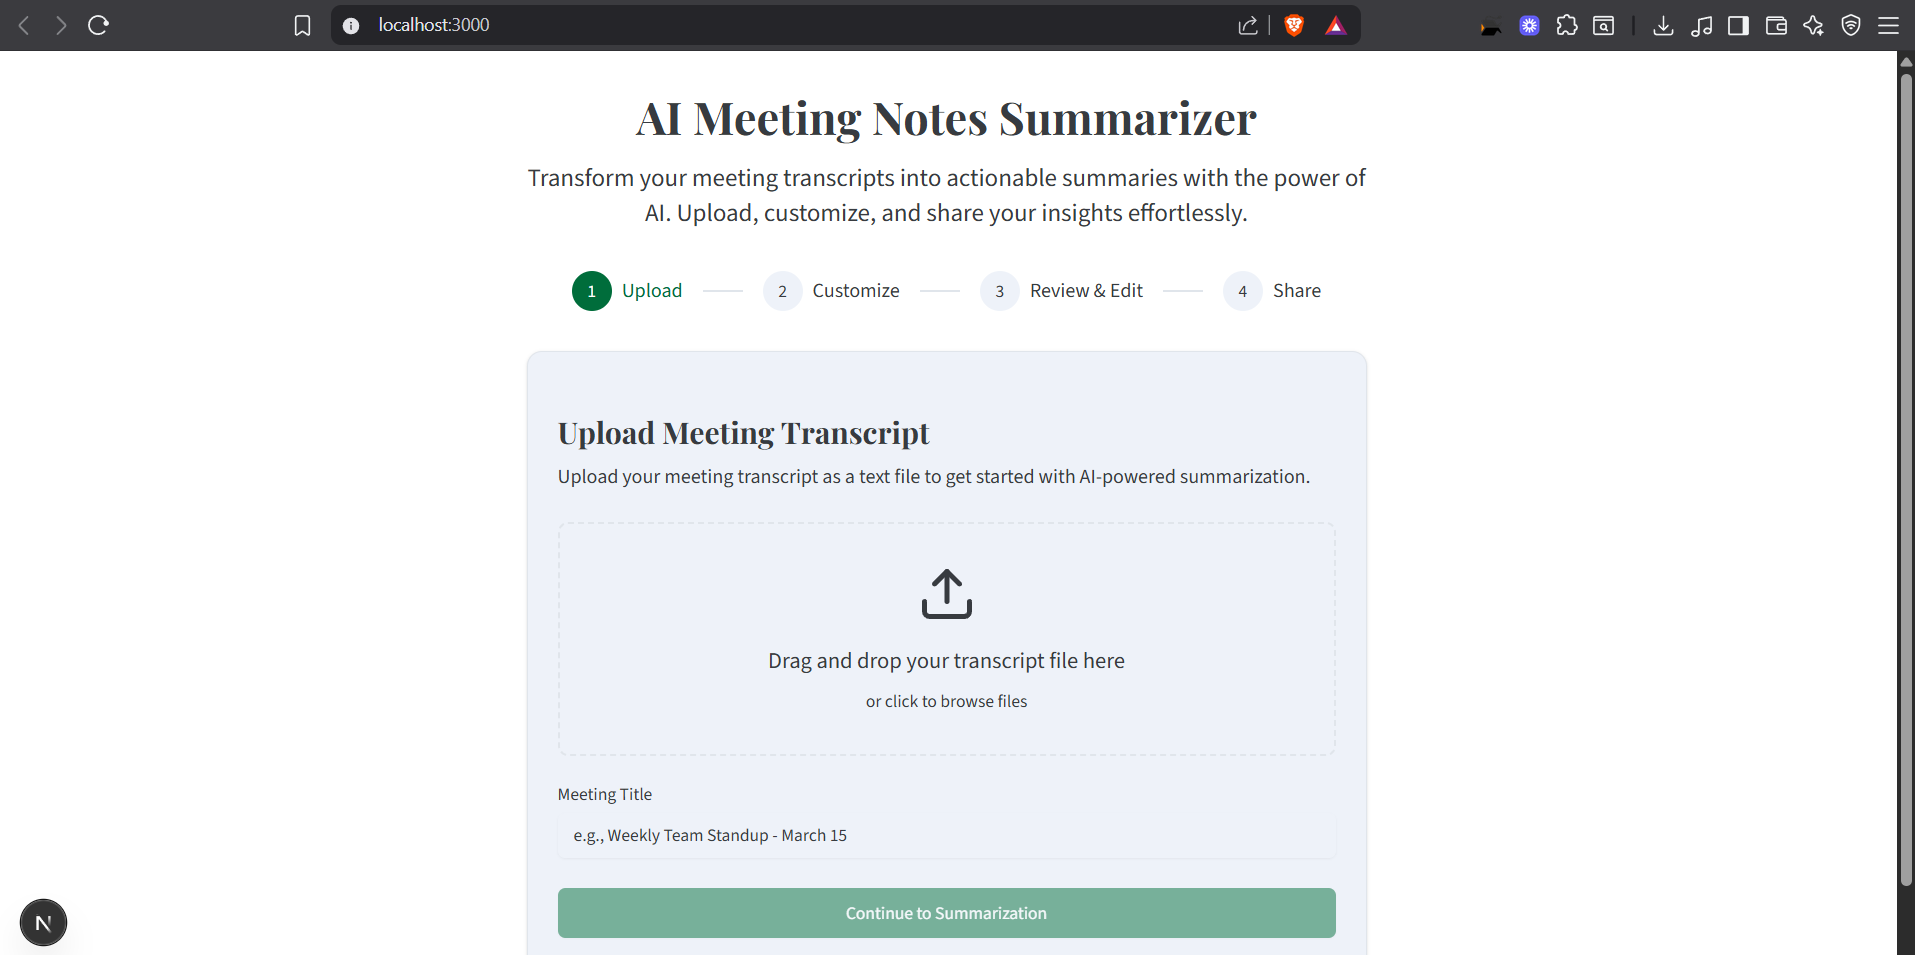 localhost:3000
AI Meeting Notes Summarizer
Transform your meeting transcripts into actionable summaries with the power of
AI. Upload, customize, and share your insights effortlessly.
1 Upload 2 Customize 3 Review & Edit 4 Share
Upload Meeting Transcript
Upload your meeting transcript as a text file to get started with AI-powered summarization.
Drag and drop your transcript file here
or click to browse files
Meeting Title
e.g., Weekly Team Standup - March 15
Continue to Summarization
N